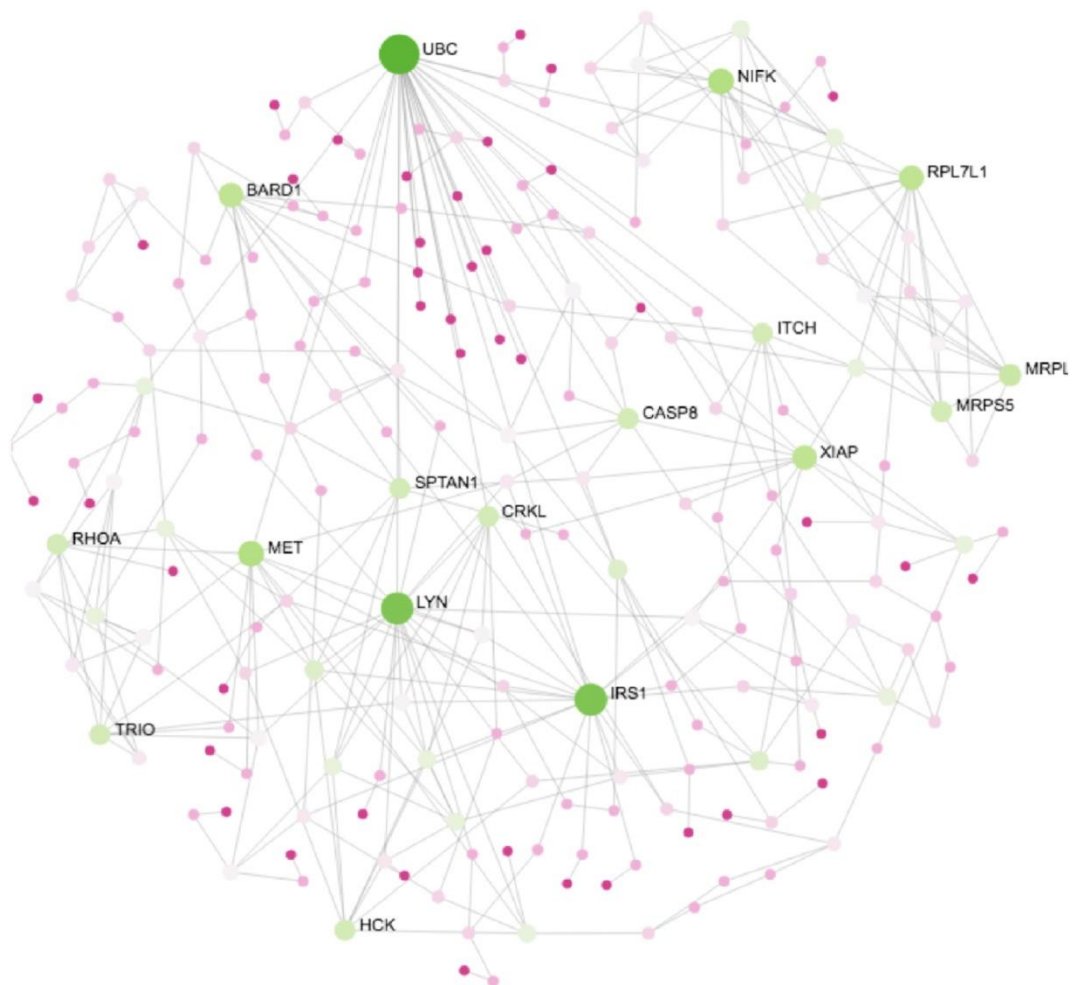 UBC
NIFK
RPL7L1
BARD1
ITCH
MRPL
MRPS5
CASP8
XIAP
SPTAN1
CRKL
RHOA
MET
LYN
IRS1
TRIO
HCK